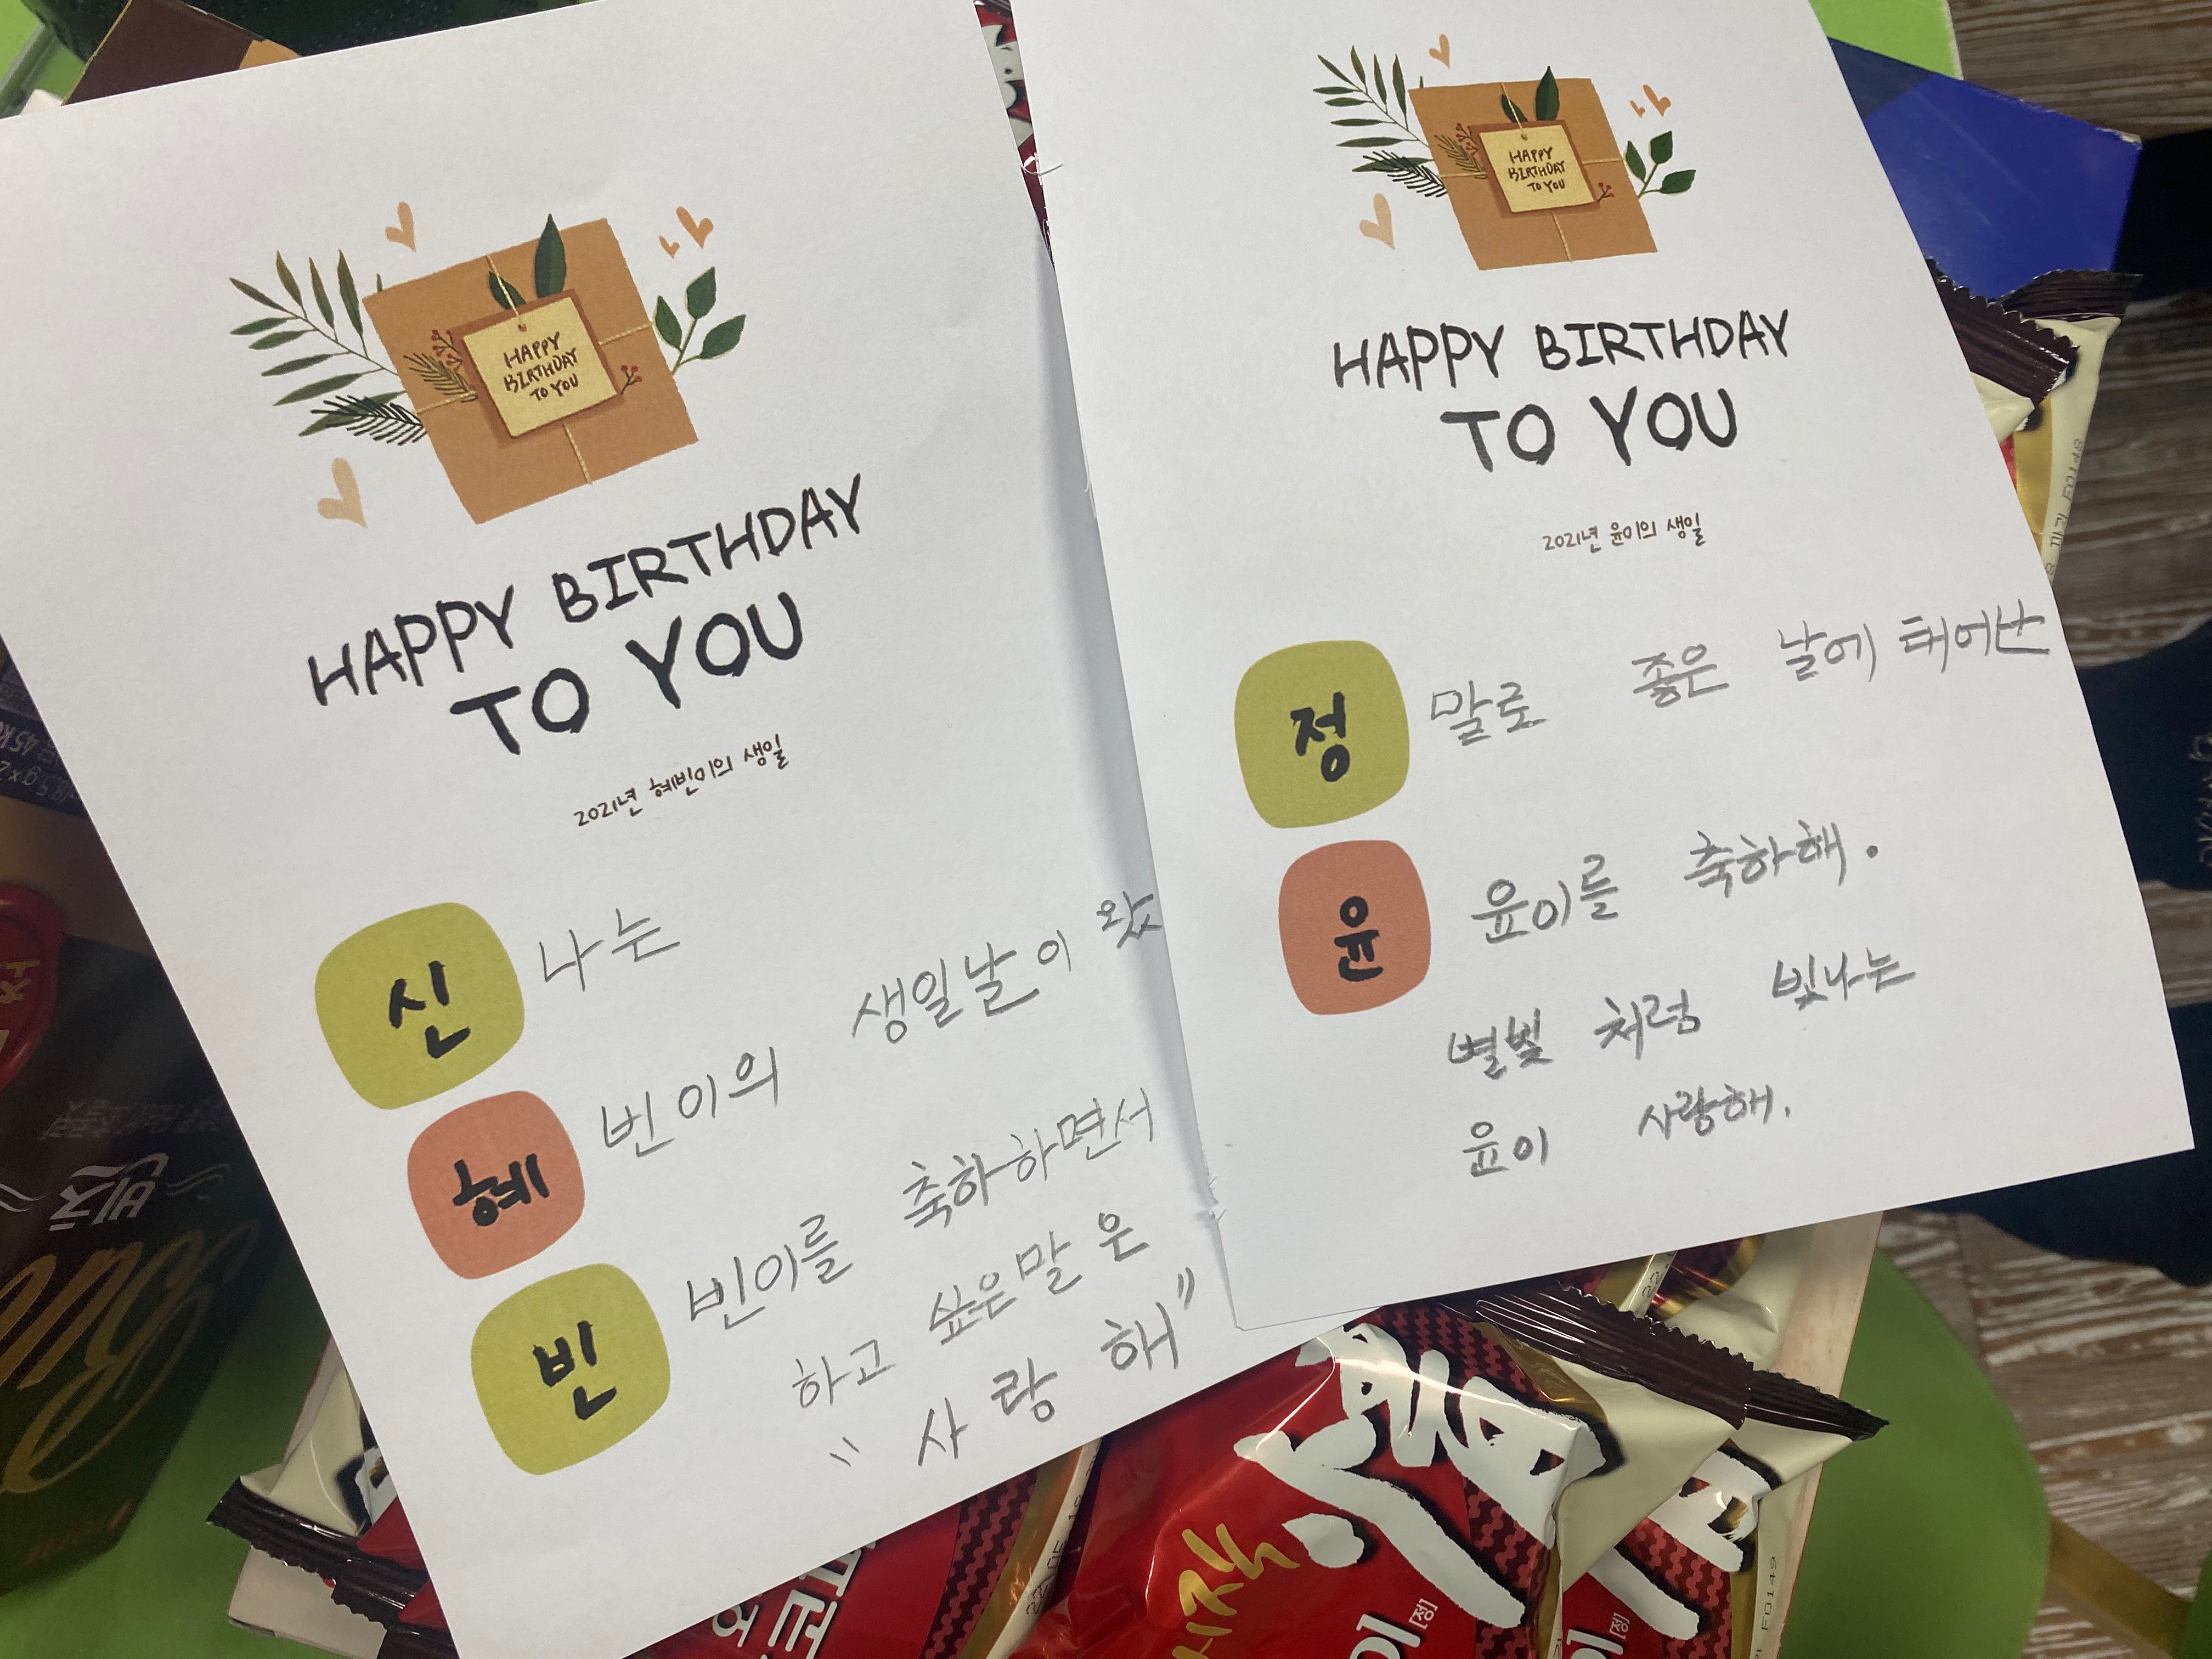 HAPPY
BIRTHDAY
TO YOU
HAPPY BIRTHDAY
TO YOU
2021년 혜빈이의 생일
신 나는
혜 빈이의 생일날이 왔
빈 빈이를 축하하면서
하고 싶은말 은
"사랑 해"
HAPPY
BIRTHDAY
TO YOU
HAPPY BIRTHDAY
TO YOU
2021년 윤이의 생일
정 말로 좋은 날에 태어난
윤 윤이를 축하해.
별빛 처럼 빛나는
윤이 사랑해.
빈츠
[정]
[정]
F0149